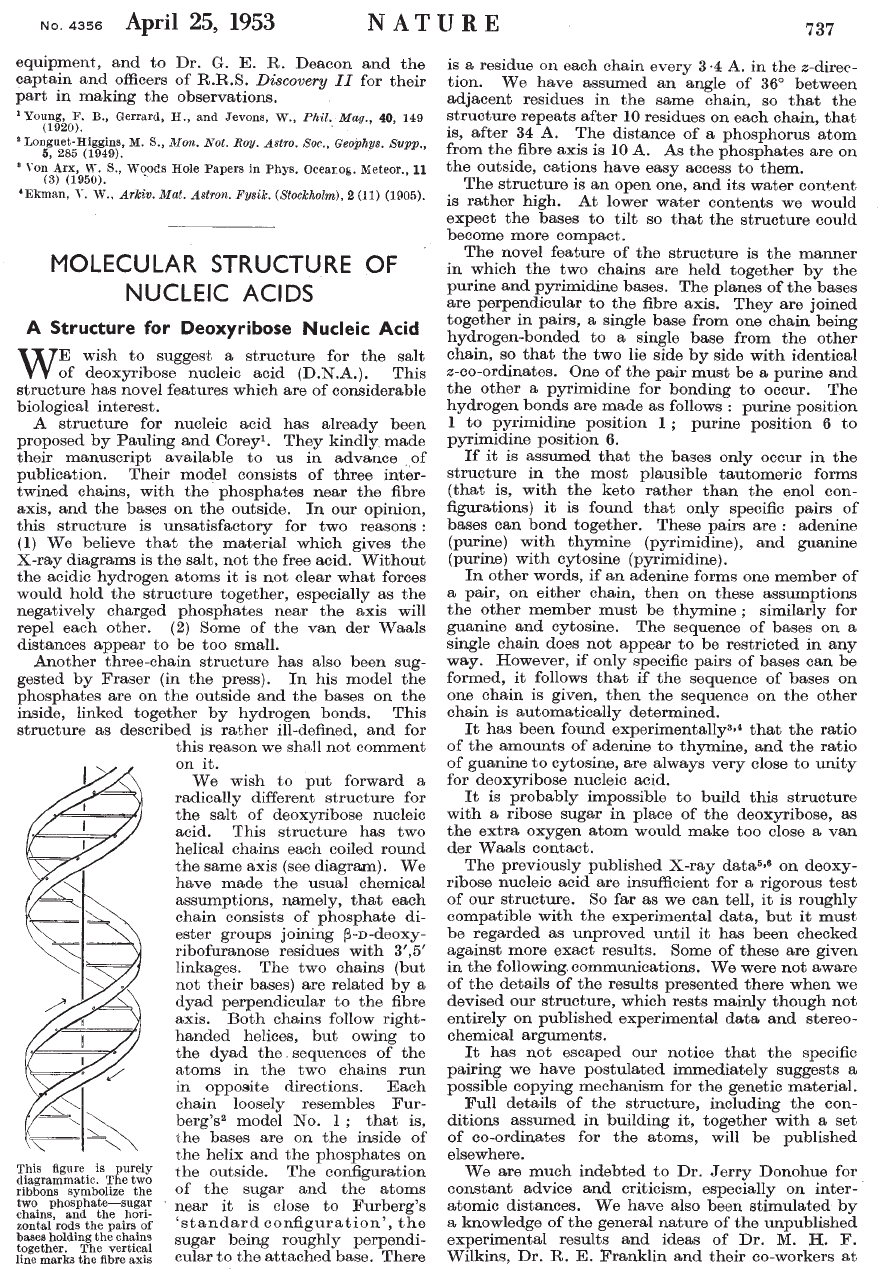 No. 4356 April 25, 1953 NATURE 737
equipment, and to Dr. G. E. R. Deacon and the
captain and officers of R.R.S. Discovery II for their
part in making the observations.
¹ Young, F. B., Gerrard, H., and Jevons, W., Phil. Mag., 40, 149
(1920).
² Longuet-Higgins, M. S., Mon. Not. Roy. Astro. Soc., Geophys. Supp.,
5, 285 (1949).
³ Von Arx, W. S., Woods Hole Papers in Phys. Ocearog. Meteor., 11
(3) (1950).
⁴ Ekman, V. W., Arkiv. Mat. Astron. Fysik. (Stockholm), 2 (11) (1905).
MOLECULAR STRUCTURE OF
NUCLEIC ACIDS
A Structure for Deoxyribose Nucleic Acid
WE wish to suggest a structure for the salt
of deoxyribose nucleic acid (D.N.A.). This
structure has novel features which are of considerable
biological interest.
A structure for nucleic acid has already been
proposed by Pauling and Corey¹. They kindly made
their manuscript available to us in advance of
publication. Their model consists of three inter-
twined chains, with the phosphates near the fibre
axis, and the bases on the outside. In our opinion,
this structure is unsatisfactory for two reasons :
(1) We believe that the material which gives the
X-ray diagrams is the salt, not the free acid. Without
the acidic hydrogen atoms it is not clear what forces
would hold the structure together, especially as the
negatively charged phosphates near the axis will
repel each other. (2) Some of the van der Waals
distances appear to be too small.
Another three-chain structure has also been sug-
gested by Fraser (in the press). In his model the
phosphates are on the outside and the bases on the
inside, linked together by hydrogen bonds. This
structure as described is rather ill-defined, and for
this reason we shall not comment
on it.
We wish to put forward a
radically different structure for
the salt of deoxyribose nucleic
acid. This structure has two
helical chains each coiled round
the same axis (see diagram). We
have made the usual chemical
assumptions, namely, that each
chain consists of phosphate di-
ester groups joining β-D-deoxy-
ribofuranose residues with 3′,5′
linkages. The two chains (but
not their bases) are related by a
dyad perpendicular to the fibre
axis. Both chains follow right-
handed helices, but owing to
the dyad the sequences of the
atoms in the two chains run
in opposite directions. Each
chain loosely resembles Fur-
berg's² model No. 1 ; that is,
the bases are on the inside of
the helix and the phosphates on
the outside. The configuration
of the sugar and the atoms
near it is close to Furberg's
'standard configuration', the
sugar being roughly perpendi-
cular to the attached base. There
This figure is purely
diagrammatic. The two
ribbons symbolize the
two phosphate—sugar
chains, and the hori-
zontal rods the pairs of
bases holding the chains
together. The vertical
line marks the fibre axis
is a residue on each chain every 3·4 A. in the z-direc-
tion. We have assumed an angle of 36° between
adjacent residues in the same chain, so that the
structure repeats after 10 residues on each chain, that
is, after 34 A. The distance of a phosphorus atom
from the fibre axis is 10 A. As the phosphates are on
the outside, cations have easy access to them.
The structure is an open one, and its water content
is rather high. At lower water contents we would
expect the bases to tilt so that the structure could
become more compact.
The novel feature of the structure is the manner
in which the two chains are held together by the
purine and pyrimidine bases. The planes of the bases
are perpendicular to the fibre axis. They are joined
together in pairs, a single base from one chain being
hydrogen-bonded to a single base from the other
chain, so that the two lie side by side with identical
z-co-ordinates. One of the pair must be a purine and
the other a pyrimidine for bonding to occur. The
hydrogen bonds are made as follows : purine position
1 to pyrimidine position 1 ; purine position 6 to
pyrimidine position 6.
If it is assumed that the bases only occur in the
structure in the most plausible tautomeric forms
(that is, with the keto rather than the enol con-
figurations) it is found that only specific pairs of
bases can bond together. These pairs are : adenine
(purine) with thymine (pyrimidine), and guanine
(purine) with cytosine (pyrimidine).
In other words, if an adenine forms one member of
a pair, on either chain, then on these assumptions
the other member must be thymine ; similarly for
guanine and cytosine. The sequence of bases on a
single chain does not appear to be restricted in any
way. However, if only specific pairs of bases can be
formed, it follows that if the sequence of bases on
one chain is given, then the sequence on the other
chain is automatically determined.
It has been found experimentally³,⁴ that the ratio
of the amounts of adenine to thymine, and the ratio
of guanine to cytosine, are always very close to unity
for deoxyribose nucleic acid.
It is probably impossible to build this structure
with a ribose sugar in place of the deoxyribose, as
the extra oxygen atom would make too close a van
der Waals contact.
The previously published X-ray data⁵,⁶ on deoxy-
ribose nucleic acid are insufficient for a rigorous test
of our structure. So far as we can tell, it is roughly
compatible with the experimental data, but it must
be regarded as unproved until it has been checked
against more exact results. Some of these are given
in the following communications. We were not aware
of the details of the results presented there when we
devised our structure, which rests mainly though not
entirely on published experimental data and stereo-
chemical arguments.
It has not escaped our notice that the specific
pairing we have postulated immediately suggests a
possible copying mechanism for the genetic material.
Full details of the structure, including the con-
ditions assumed in building it, together with a set
of co-ordinates for the atoms, will be published
elsewhere.
We are much indebted to Dr. Jerry Donohue for
constant advice and criticism, especially on inter-
atomic distances. We have also been stimulated by
a knowledge of the general nature of the unpublished
experimental results and ideas of Dr. M. H. F.
Wilkins, Dr. R. E. Franklin and their co-workers at